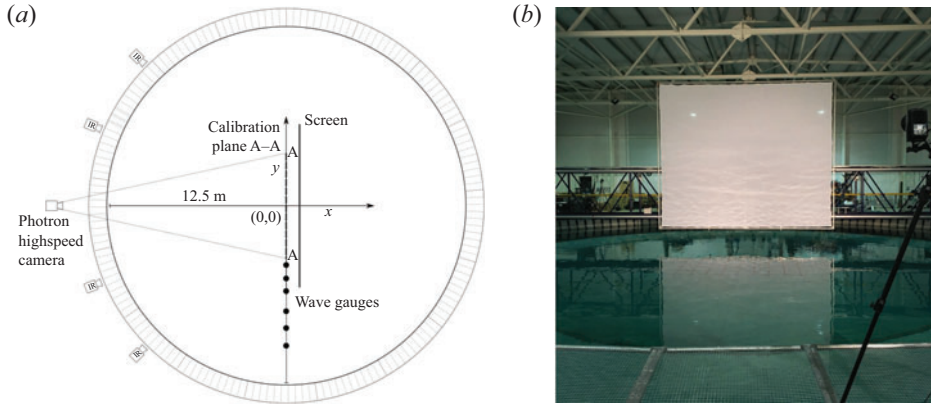 (a)
(b)
IR
IR
Screen
Calibration
plane A–A
A
y
12.5 m
(0,0)
x
Photron
highspeed
camera
A
IR
Wave gauges
IR